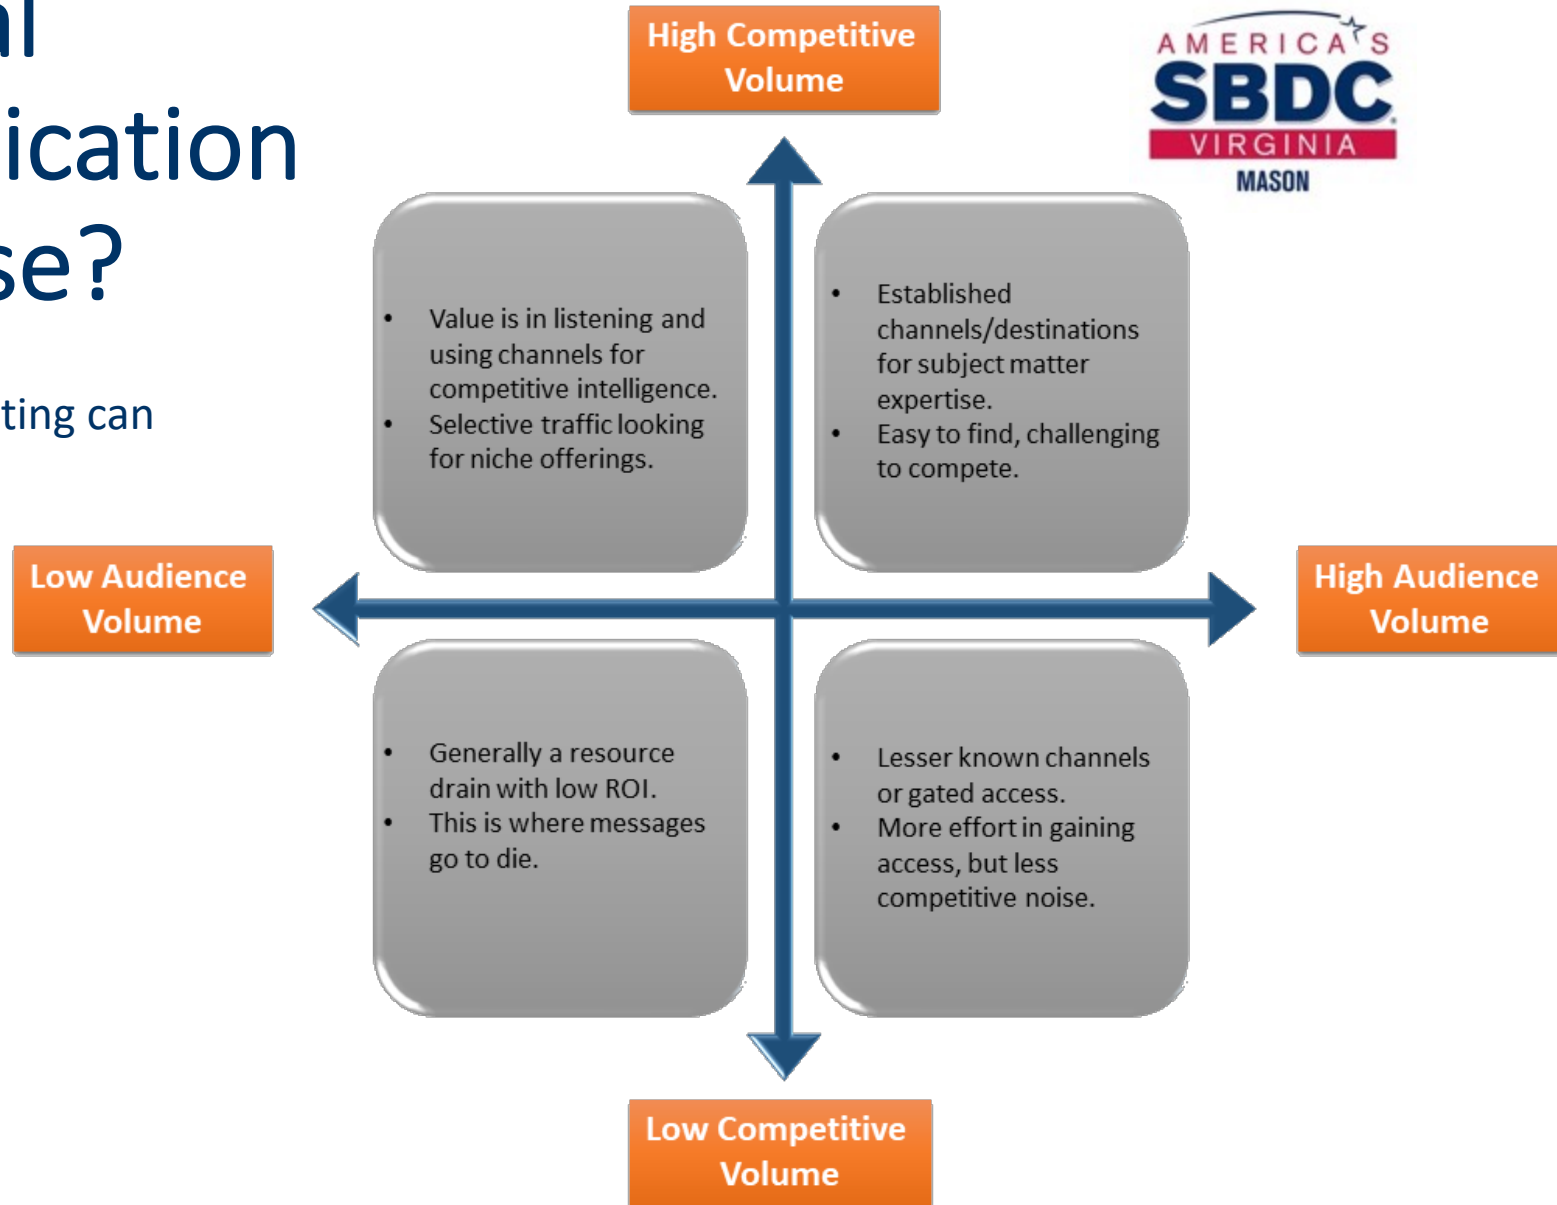 al
ication
se?
ting can
High Competitive
Volume
AMERICA'S
SBDC
VIRGINIA
MASON
• Value is in listening and
using channels for
competitive intelligence.
• Selective traffic looking
for niche offerings.
• Established
channels/destinations
for subject matter
expertise.
• Easy to find, challenging
to compete.
Low Audience
Volume
High Audience
Volume
• Generally a resource
drain with low ROI.
• This is where messages
go to die.
• Lesser known channels
or gated access.
• More effort in gaining
access, but less
competitive noise.
Low Competitive
Volume